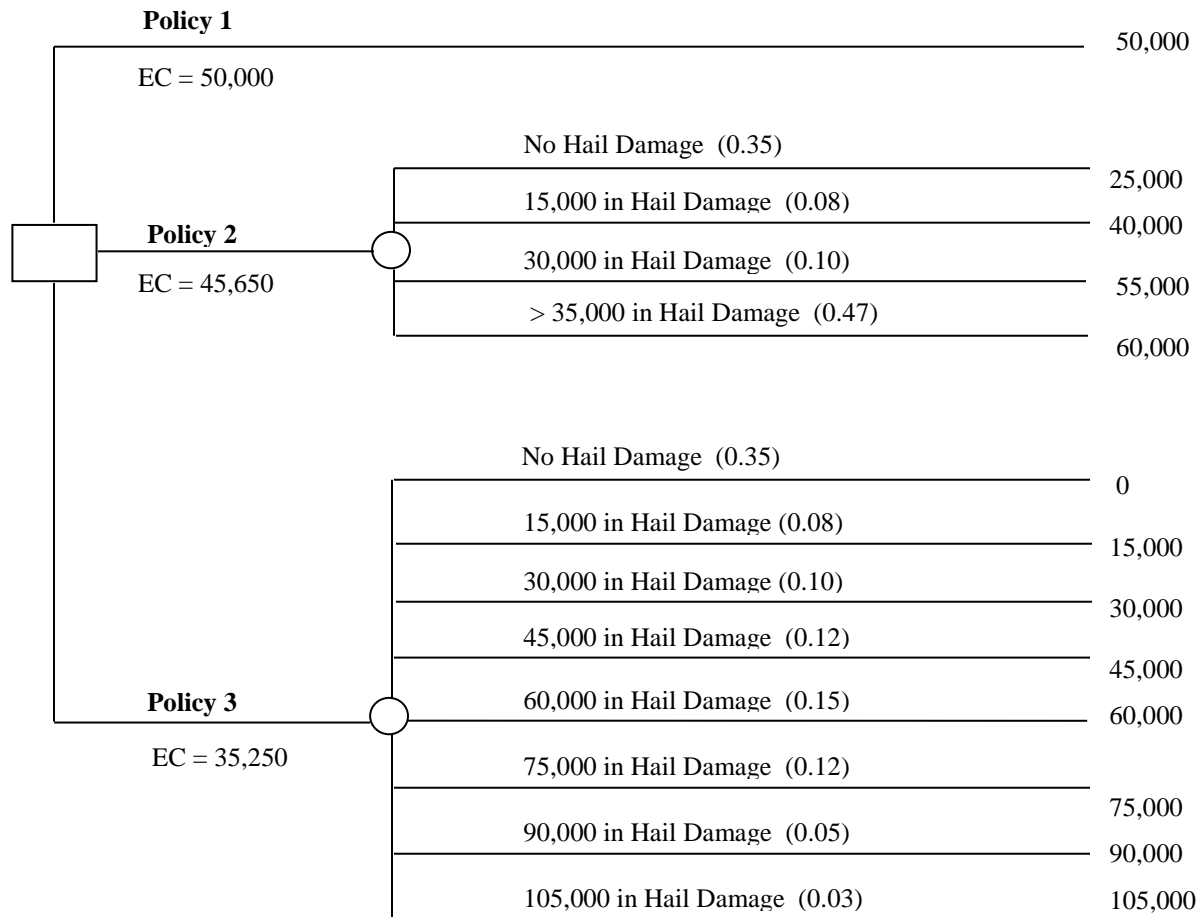 Policy 1
50,000
EC = 50,000
No Hail Damage (0.35)
25,000
15,000 in Hail Damage (0.08)
40,000
Policy 2
30,000 in Hail Damage (0.10)
EC = 45,650
55,000
> 35,000 in Hail Damage (0.47)
60,000
No Hail Damage (0.35)
0
15,000 in Hail Damage (0.08)
15,000
30,000 in Hail Damage (0.10)
30,000
45,000 in Hail Damage (0.12)
45,000
Policy 3
60,000 in Hail Damage (0.15)
60,000
EC = 35,250
75,000 in Hail Damage (0.12)
75,000
90,000 in Hail Damage (0.05)
90,000
105,000 in Hail Damage (0.03)
105,000